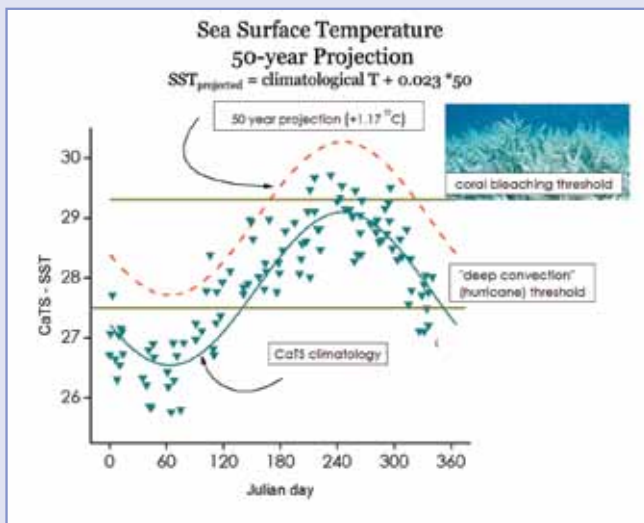 Sea Surface Temperature
50-year Projection
SSTprojected = climatological T + 0.023 *50
50 year projection (+1.17 °C)
coral bleaching threshold
"deep convection"
(hurricane) threshold
CaTS climatology
CaTS - SST
30
29
28
27
26
0 60 120 180 240 300 360
Julian day